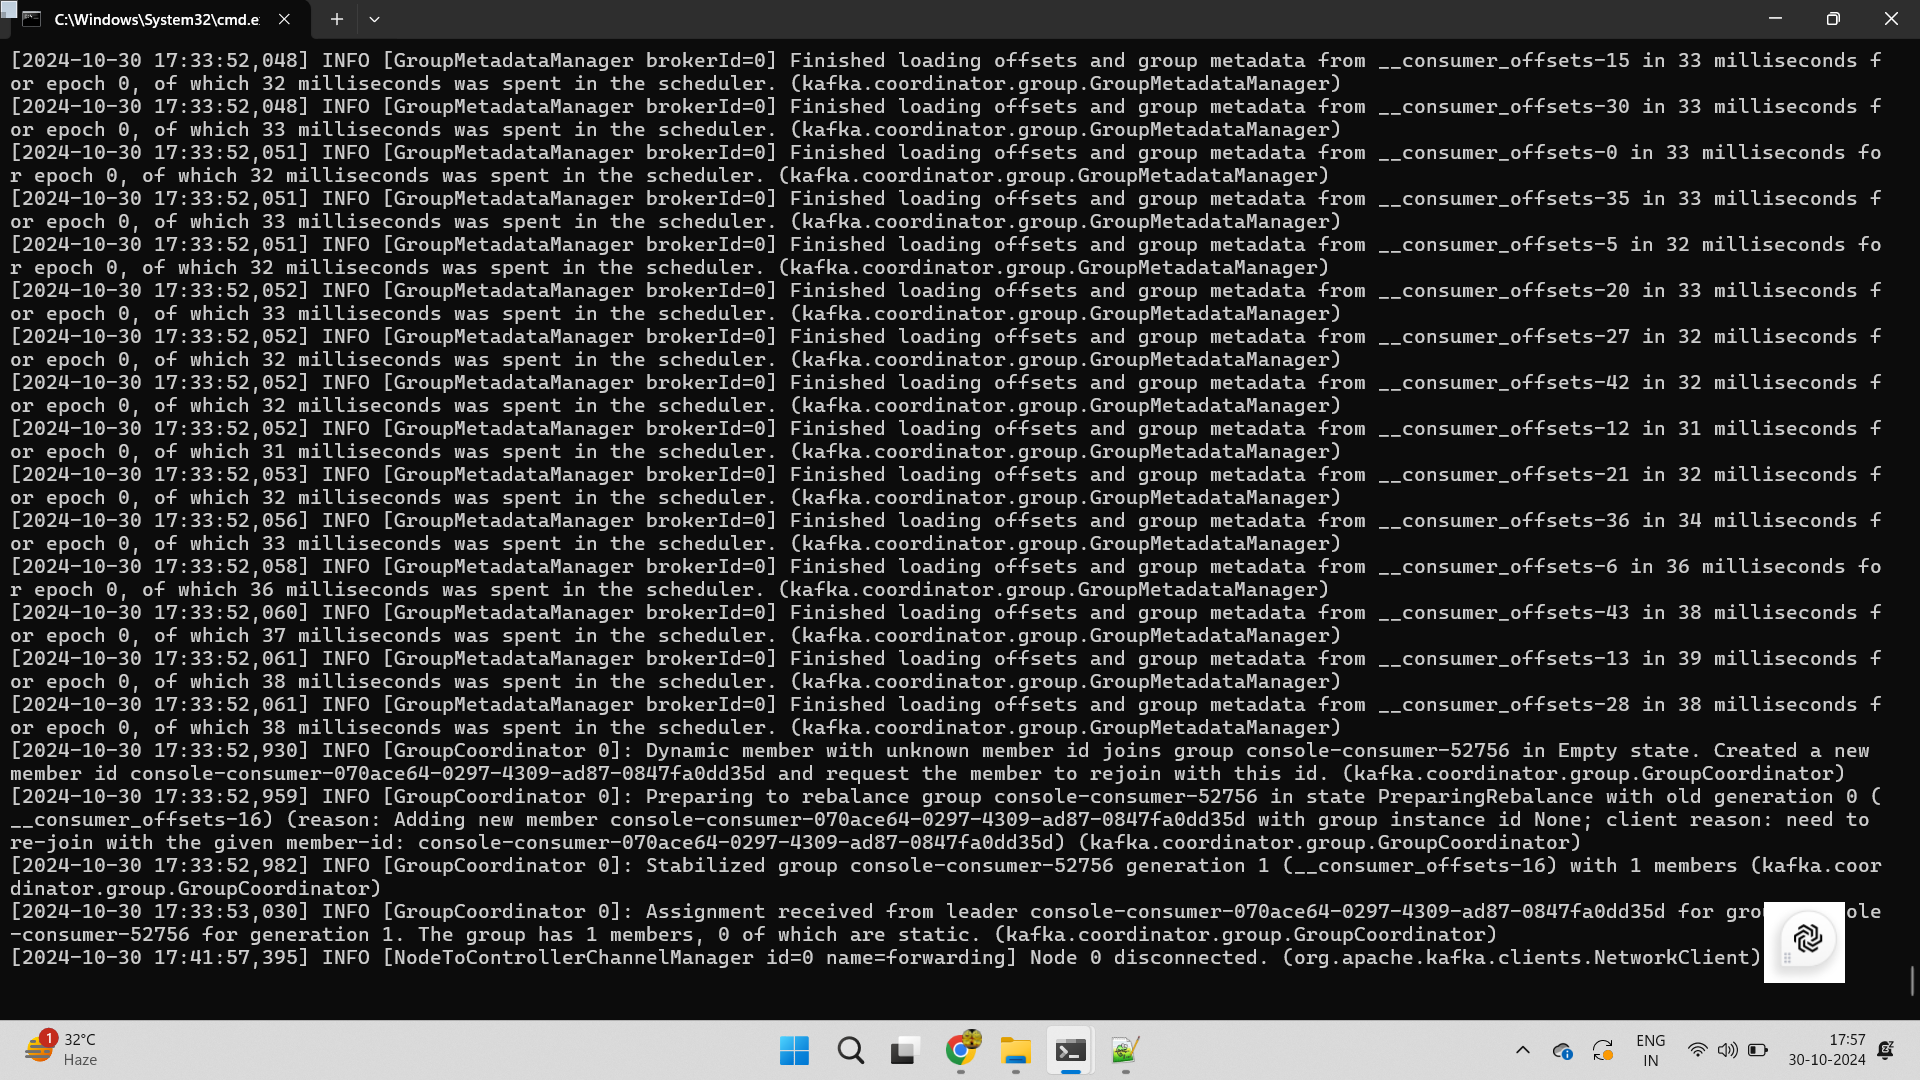 C:\Windows\System32\cmd.e
[2024-10-30 17:33:52,048] INFO [GroupMetadataManager brokerId=0] Finished loading offsets and group metadata from __consumer_offsets-15 in 33 milliseconds f
or epoch 0, of which 32 milliseconds was spent in the scheduler. (kafka.coordinator.group.GroupMetadataManager)
[2024-10-30 17:33:52,048] INFO [GroupMetadataManager brokerId=0] Finished loading offsets and group metadata from __consumer_offsets-30 in 33 milliseconds f
or epoch 0, of which 33 milliseconds was spent in the scheduler. (kafka.coordinator.group.GroupMetadataManager)
[2024-10-30 17:33:52,051] INFO [GroupMetadataManager brokerId=0] Finished loading offsets and group metadata from __consumer_offsets-0 in 33 milliseconds fo
r epoch 0, of which 32 milliseconds was spent in the scheduler. (kafka.coordinator.group.GroupMetadataManager)
[2024-10-30 17:33:52,051] INFO [GroupMetadataManager brokerId=0] Finished loading offsets and group metadata from __consumer_offsets-35 in 33 milliseconds f
or epoch 0, of which 33 milliseconds was spent in the scheduler. (kafka.coordinator.group.GroupMetadataManager)
[2024-10-30 17:33:52,051] INFO [GroupMetadataManager brokerId=0] Finished loading offsets and group metadata from __consumer_offsets-5 in 32 milliseconds fo
r epoch 0, of which 32 milliseconds was spent in the scheduler. (kafka.coordinator.group.GroupMetadataManager)
[2024-10-30 17:33:52,052] INFO [GroupMetadataManager brokerId=0] Finished loading offsets and group metadata from __consumer_offsets-20 in 33 milliseconds f
or epoch 0, of which 33 milliseconds was spent in the scheduler. (kafka.coordinator.group.GroupMetadataManager)
[2024-10-30 17:33:52,052] INFO [GroupMetadataManager brokerId=0] Finished loading offsets and group metadata from __consumer_offsets-27 in 32 milliseconds f
or epoch 0, of which 32 milliseconds was spent in the scheduler. (kafka.coordinator.group.GroupMetadataManager)
[2024-10-30 17:33:52,052] INFO [GroupMetadataManager brokerId=0] Finished loading offsets and group metadata from __consumer_offsets-42 in 32 milliseconds f
or epoch 0, of which 32 milliseconds was spent in the scheduler. (kafka.coordinator.group.GroupMetadataManager)
[2024-10-30 17:33:52,052] INFO [GroupMetadataManager brokerId=0] Finished loading offsets and group metadata from __consumer_offsets-12 in 31 milliseconds f
or epoch 0, of which 31 milliseconds was spent in the scheduler. (kafka.coordinator.group.GroupMetadataManager)
[2024-10-30 17:33:52,053] INFO [GroupMetadataManager brokerId=0] Finished loading offsets and group metadata from __consumer_offsets-21 in 32 milliseconds f
or epoch 0, of which 32 milliseconds was spent in the scheduler. (kafka.coordinator.group.GroupMetadataManager)
[2024-10-30 17:33:52,056] INFO [GroupMetadataManager brokerId=0] Finished loading offsets and group metadata from __consumer_offsets-36 in 34 milliseconds f
or epoch 0, of which 33 milliseconds was spent in the scheduler. (kafka.coordinator.group.GroupMetadataManager)
[2024-10-30 17:33:52,058] INFO [GroupMetadataManager brokerId=0] Finished loading offsets and group metadata from __consumer_offsets-6 in 36 milliseconds fo
r epoch 0, of which 36 milliseconds was spent in the scheduler. (kafka.coordinator.group.GroupMetadataManager)
[2024-10-30 17:33:52,060] INFO [GroupMetadataManager brokerId=0] Finished loading offsets and group metadata from __consumer_offsets-43 in 38 milliseconds f
or epoch 0, of which 37 milliseconds was spent in the scheduler. (kafka.coordinator.group.GroupMetadataManager)
[2024-10-30 17:33:52,061] INFO [GroupMetadataManager brokerId=0] Finished loading offsets and group metadata from __consumer_offsets-13 in 39 milliseconds f
or epoch 0, of which 38 milliseconds was spent in the scheduler. (kafka.coordinator.group.GroupMetadataManager)
[2024-10-30 17:33:52,061] INFO [GroupMetadataManager brokerId=0] Finished loading offsets and group metadata from __consumer_offsets-28 in 38 milliseconds f
or epoch 0, of which 38 milliseconds was spent in the scheduler. (kafka.coordinator.group.GroupMetadataManager)
[2024-10-30 17:33:52,930] INFO [GroupCoordinator 0]: Dynamic member with unknown member id joins group console-consumer-52756 in Empty state. Created a new
member id console-consumer-070ace64-0297-4309-ad87-0847fa0dd35d and request the member to rejoin with this id. (kafka.coordinator.group.GroupCoordinator)
[2024-10-30 17:33:52,959] INFO [GroupCoordinator 0]: Preparing to rebalance group console-consumer-52756 in state PreparingRebalance with old generation 0 (
__consumer_offsets-16) (reason: Adding new member console-consumer-070ace64-0297-4309-ad87-0847fa0dd35d with group instance id None; client reason: need to
re-join with the given member-id: console-consumer-070ace64-0297-4309-ad87-0847fa0dd35d) (kafka.coordinator.group.GroupCoordinator)
[2024-10-30 17:33:52,982] INFO [GroupCoordinator 0]: Stabilized group console-consumer-52756 generation 1 (__consumer_offsets-16) with 1 members (kafka.coor
dinator.group.GroupCoordinator)
[2024-10-30 17:33:53,030] INFO [GroupCoordinator 0]: Assignment received from leader console-consumer-070ace64-0297-4309-ad87-0847fa0dd35d for gro ole
-consumer-52756 for generation 1. The group has 1 members, 0 of which are static. (kafka.coordinator.group.GroupCoordinator)
[2024-10-30 17:41:57,395] INFO [NodeToControllerChannelManager id=0 name=forwarding] Node 0 disconnected. (org.apache.kafka.clients.NetworkClient)
1
32°C
Haze
ENG
IN
17:57
30-10-2024